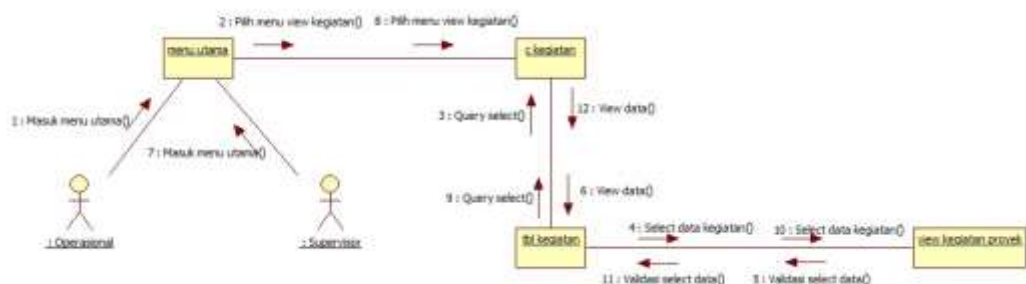 2 : Pilih menu view kegiatan()
8 : Pilih menu view kegiatan()
menu utama
c kegiatan
1 : Masuk menu utama()
3 : Query select()
12 : View data()
7 : Masuk menu utama()
9 : Query select()
6 : View data()
: Operasional
: Supervisor
tbl kegiatan
4 : Select data kegiatan()
10 : Select data kegiatan()
view kegiatan proyek
11 : Validasi select data()
5 : Validasi select data()